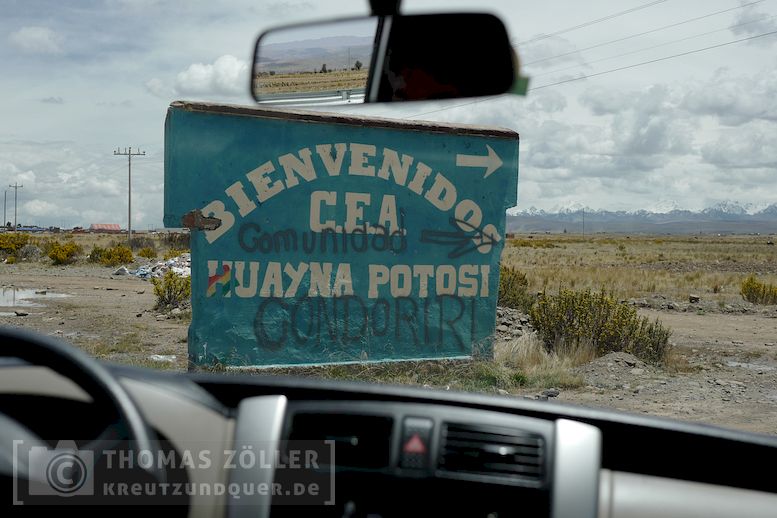 BIENVENIDOS
C.E.A.
Comunidad
HUAYNA POTOSI
CONDORIRI
© THOMAS ZÖLLER
KREUTZUNDQUER.DE